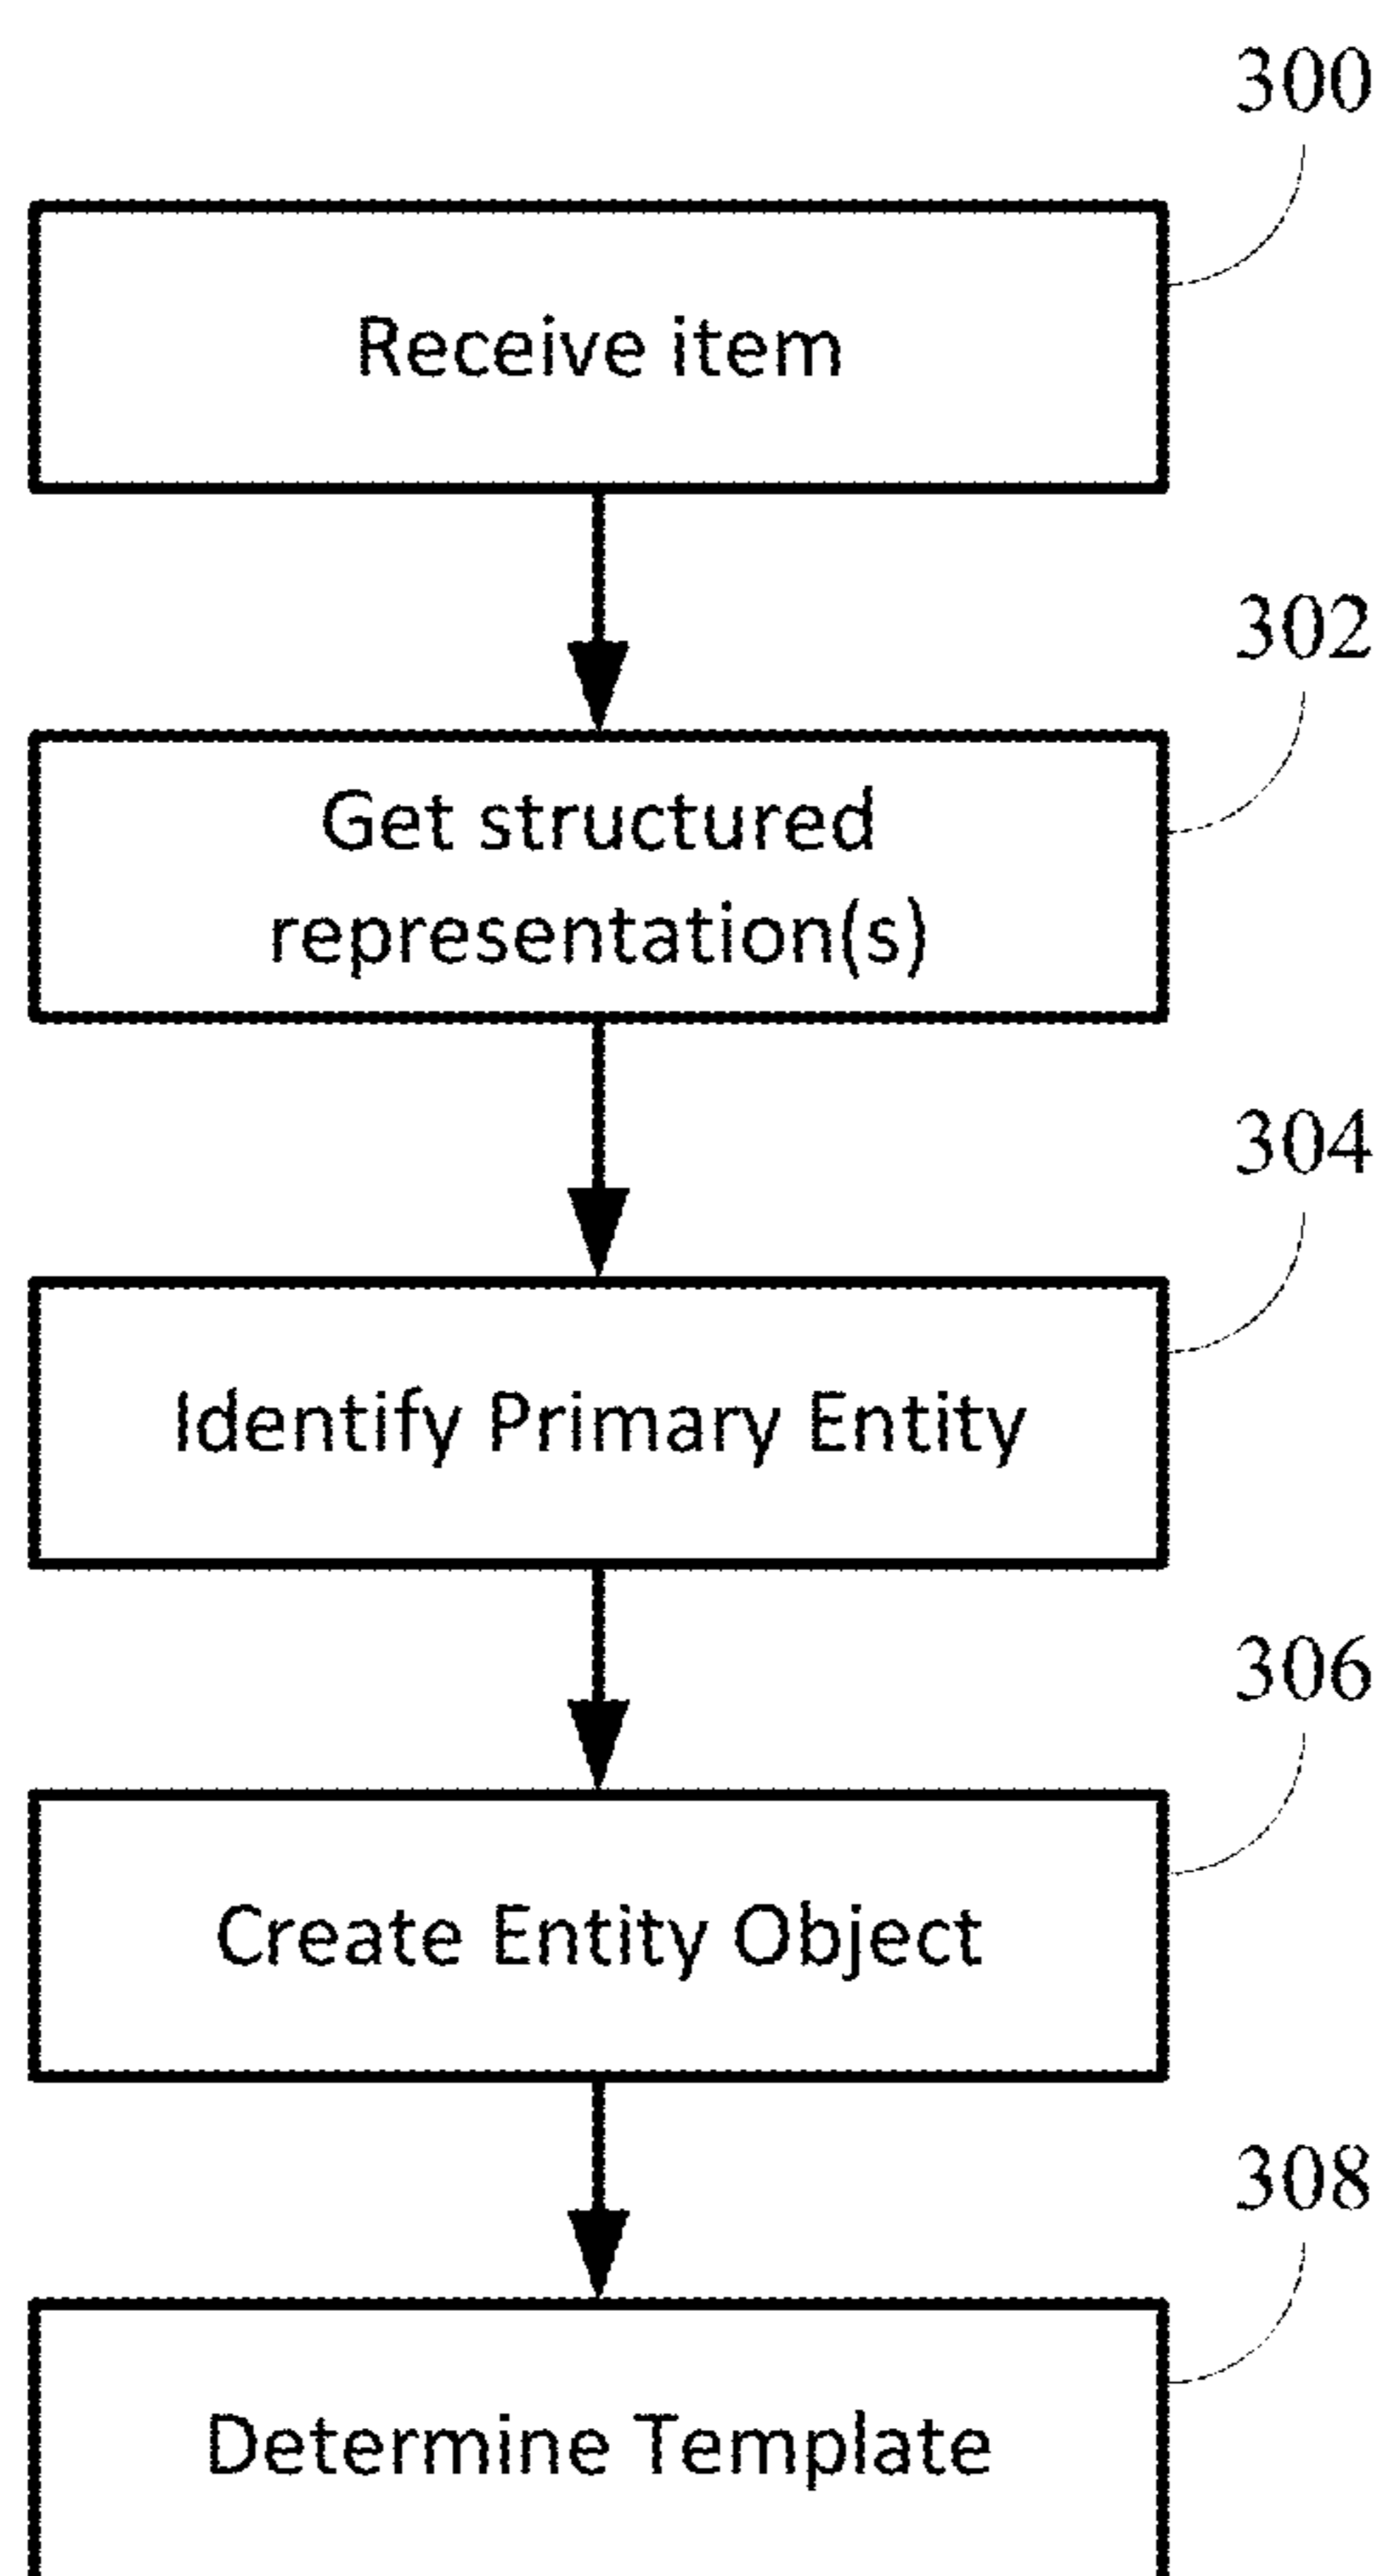 300
Receive item
302
Get structured
representation(s)
304
Identify Primary Entity
306
Create Entity Object
308
Determine Template